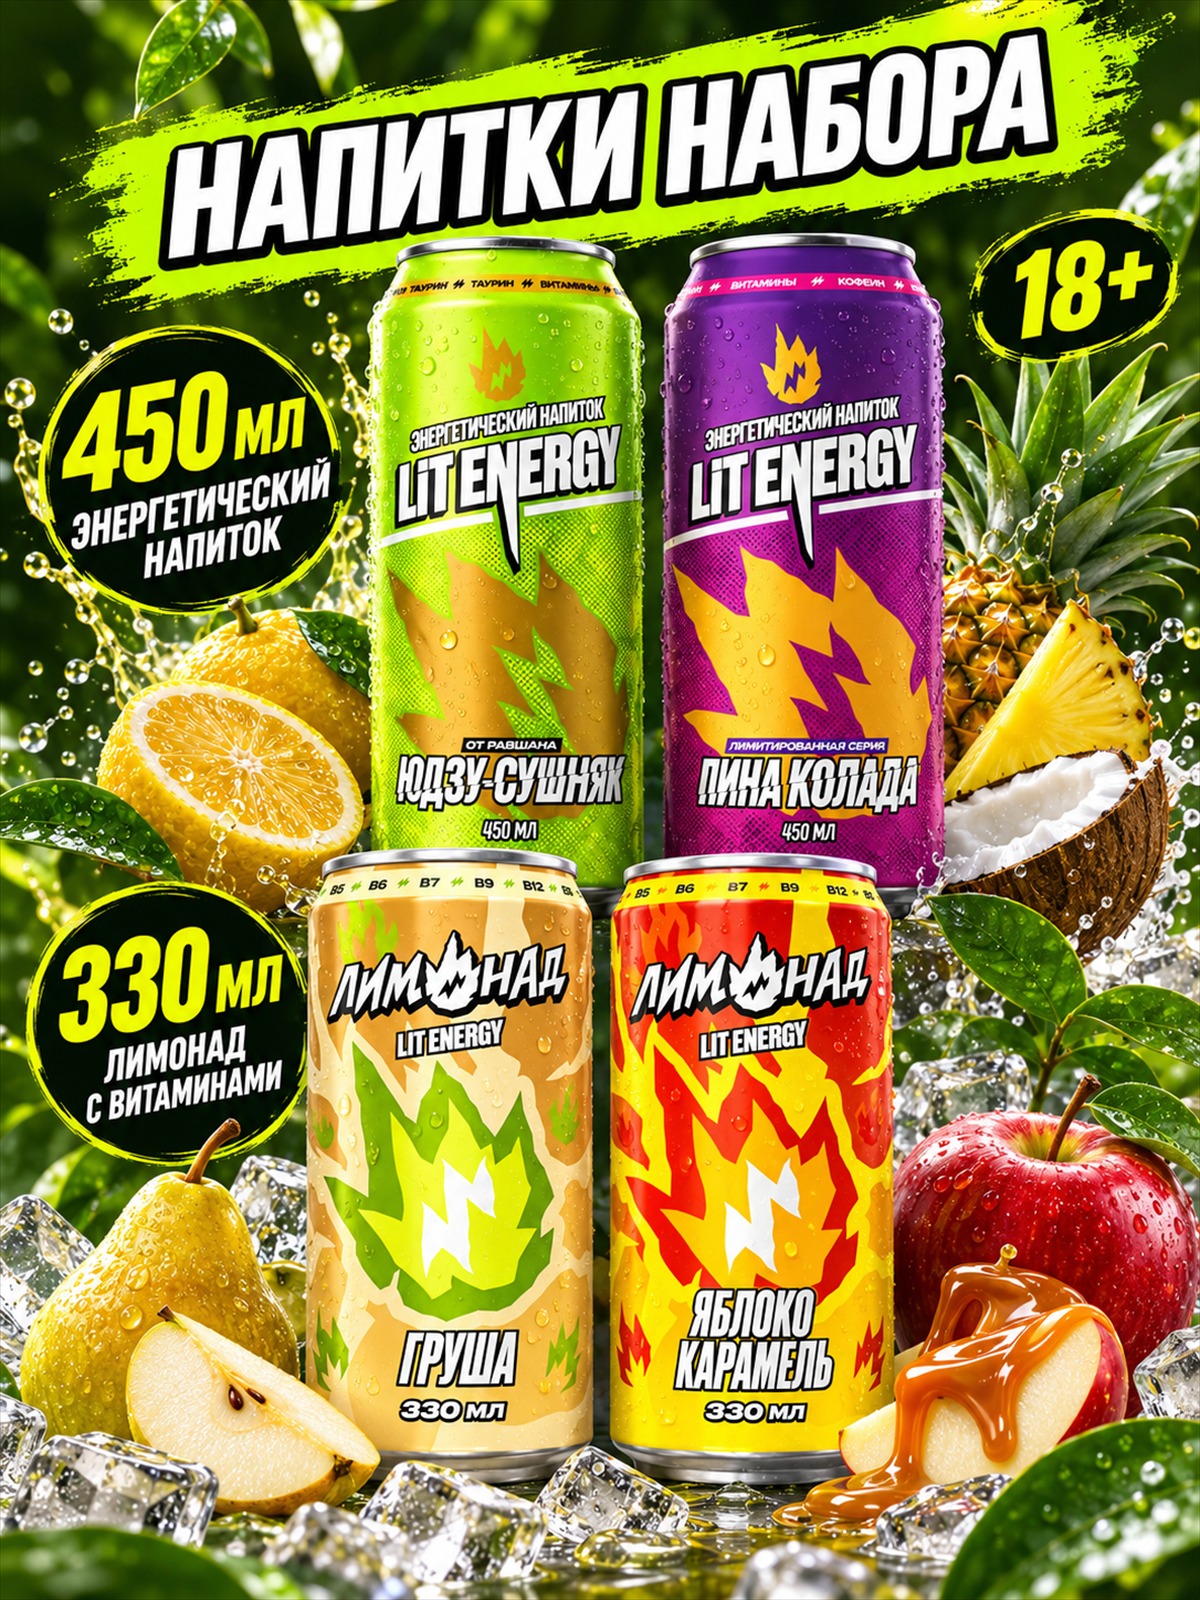 НАПИТКИ НАБОРА
18+
450 МЛ
ЭНЕРГЕТИЧЕСКИЙ
НАПИТОК
ТАУРИН ТАУРИН ВИТАМИНЫ
ЭНЕРГЕТИЧЕСКИЙ НАПИТОК
LIT ENERGY
ОТ РАВШАНА
ЮДЗУ-СУШНЯК
450 МЛ
ВИТАМИНЫ КОФЕИН
ЭНЕРГЕТИЧЕСКИЙ НАПИТОК
LIT ENERGY
ЛИМИТИРОВАННАЯ СЕРИЯ
ПИНА КОЛАДА
450 МЛ
330 МЛ
ЛИМОНАД
С ВИТАМИНАМИ
B5 B6 B7 B9 B12
ЛИМОНАД
LIT ENERGY
ГРУША
330 МЛ
B5 B6 B7 B9 B12
ЛИМОНАД
LIT ENERGY
ЯБЛОКО
КАРАМЕЛЬ
330 МЛ